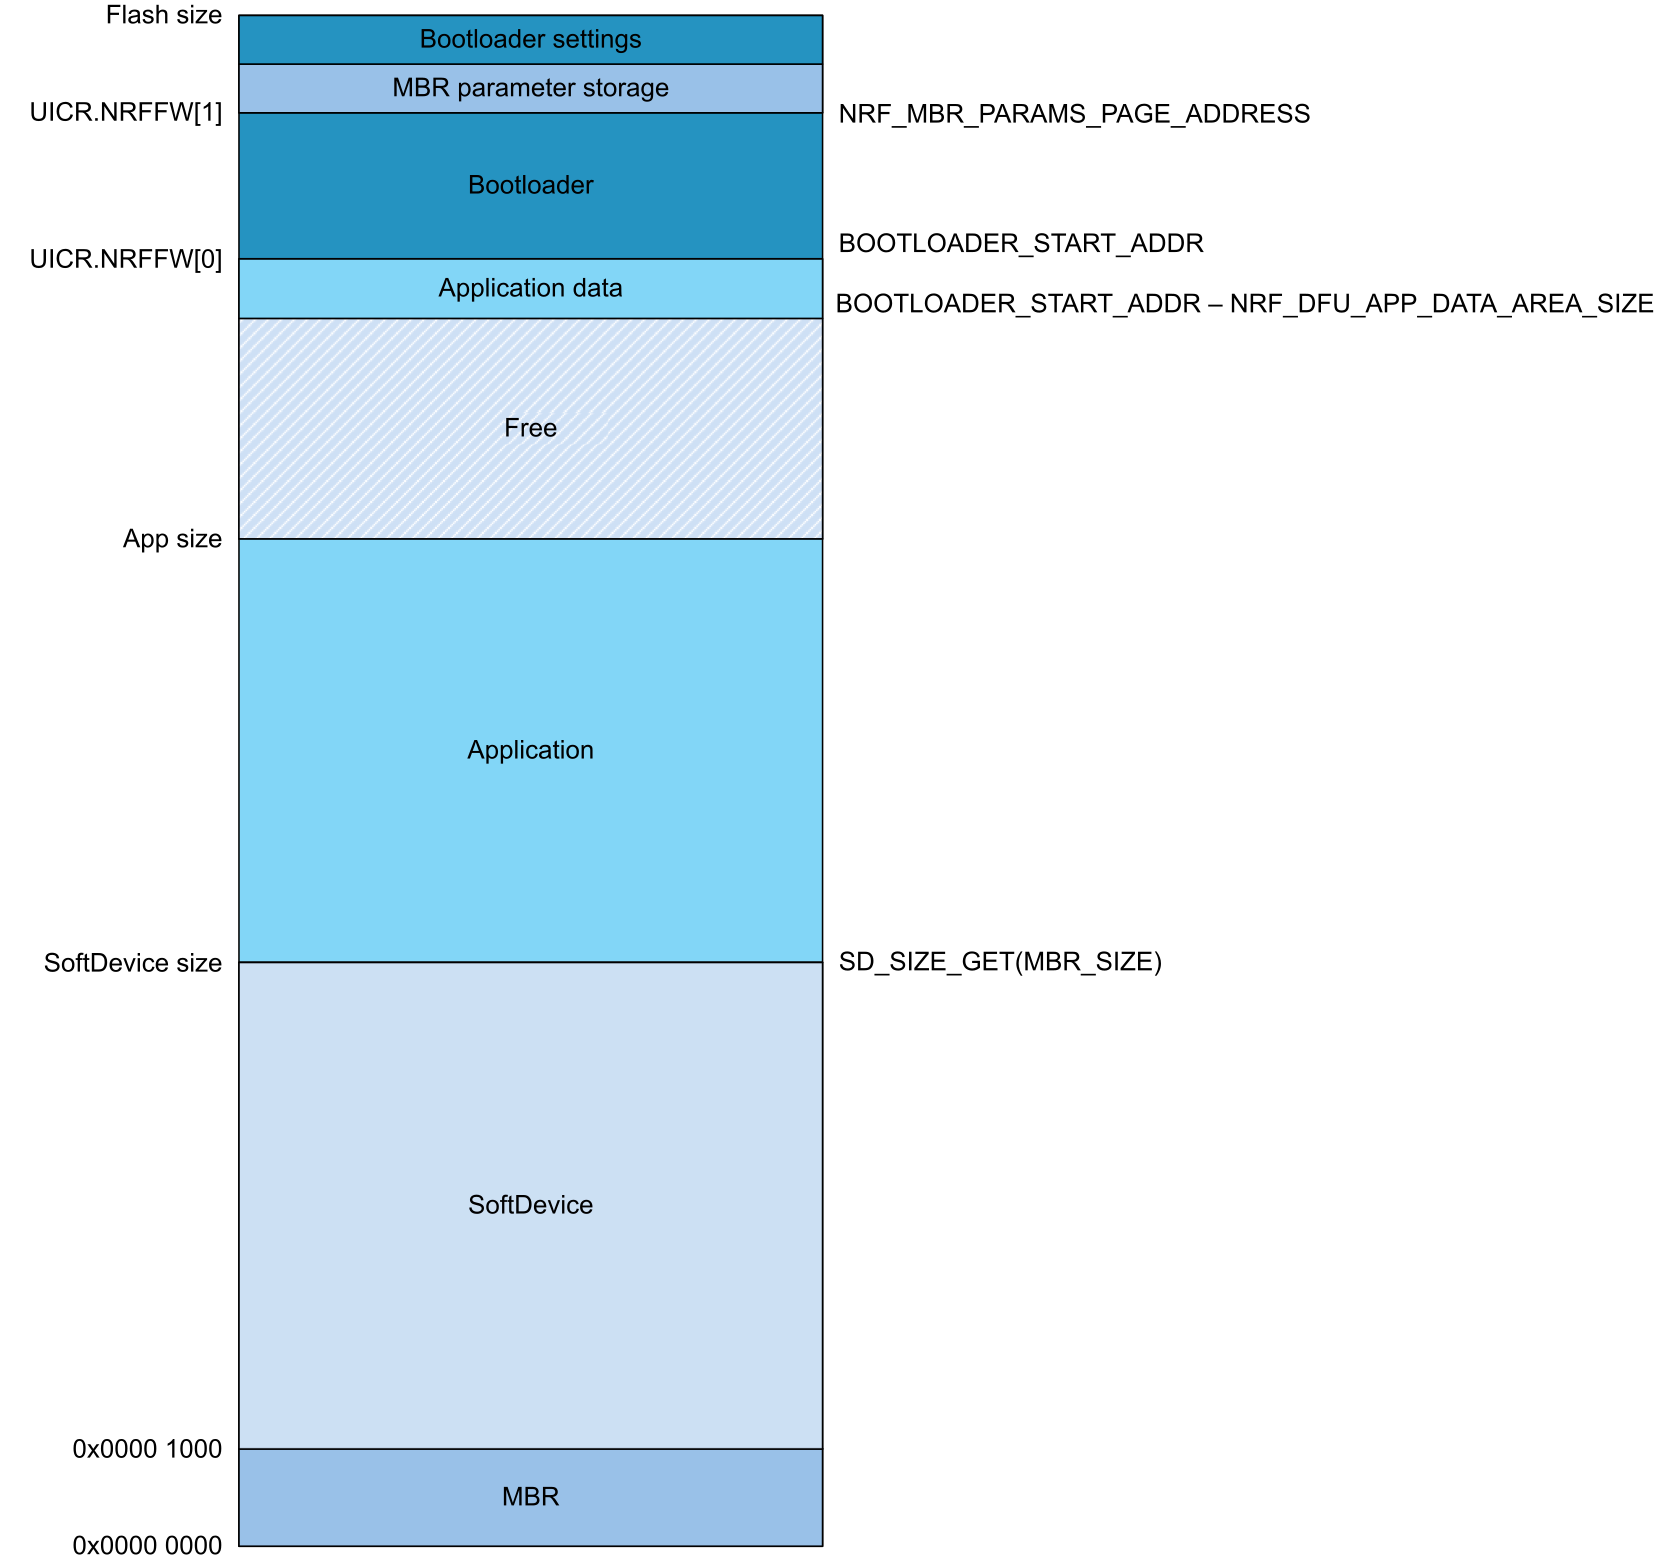 Flash size
Bootloader settings
MBR parameter storage
UICR.NRFFW[1]
NRF_MBR_PARAMS_PAGE_ADDRESS
Bootloader
BOOTLOADER_START_ADDR
UICR.NRFFW[0]
Application data
BOOTLOADER_START_ADDR – NRF_DFU_APP_DATA_AREA_SIZE
Free
App size
Application
SoftDevice size
SD_SIZE_GET(MBR_SIZE)
SoftDevice
0x0000 1000
MBR
0x0000 0000